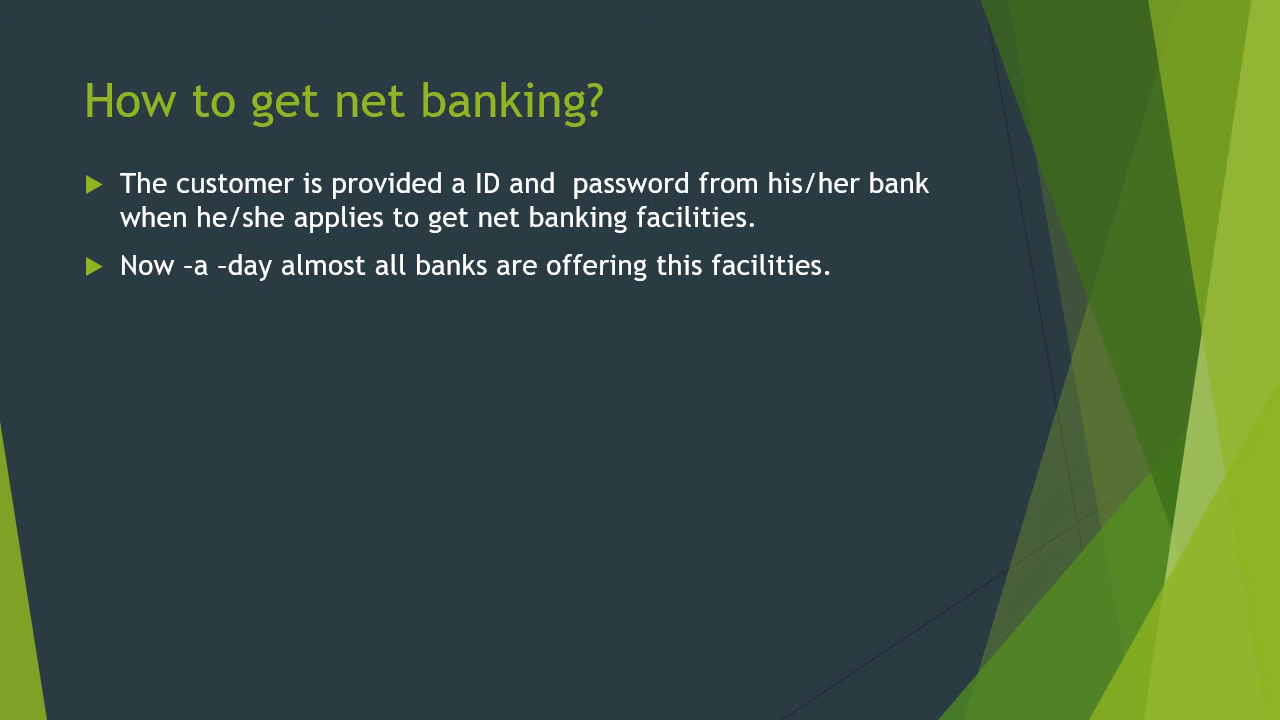 How to get net banking?
The customer is provided a ID and  password from his/her bank
when he/she applies to get net banking facilities.
Now –a –day almost all banks are offering this facilities.